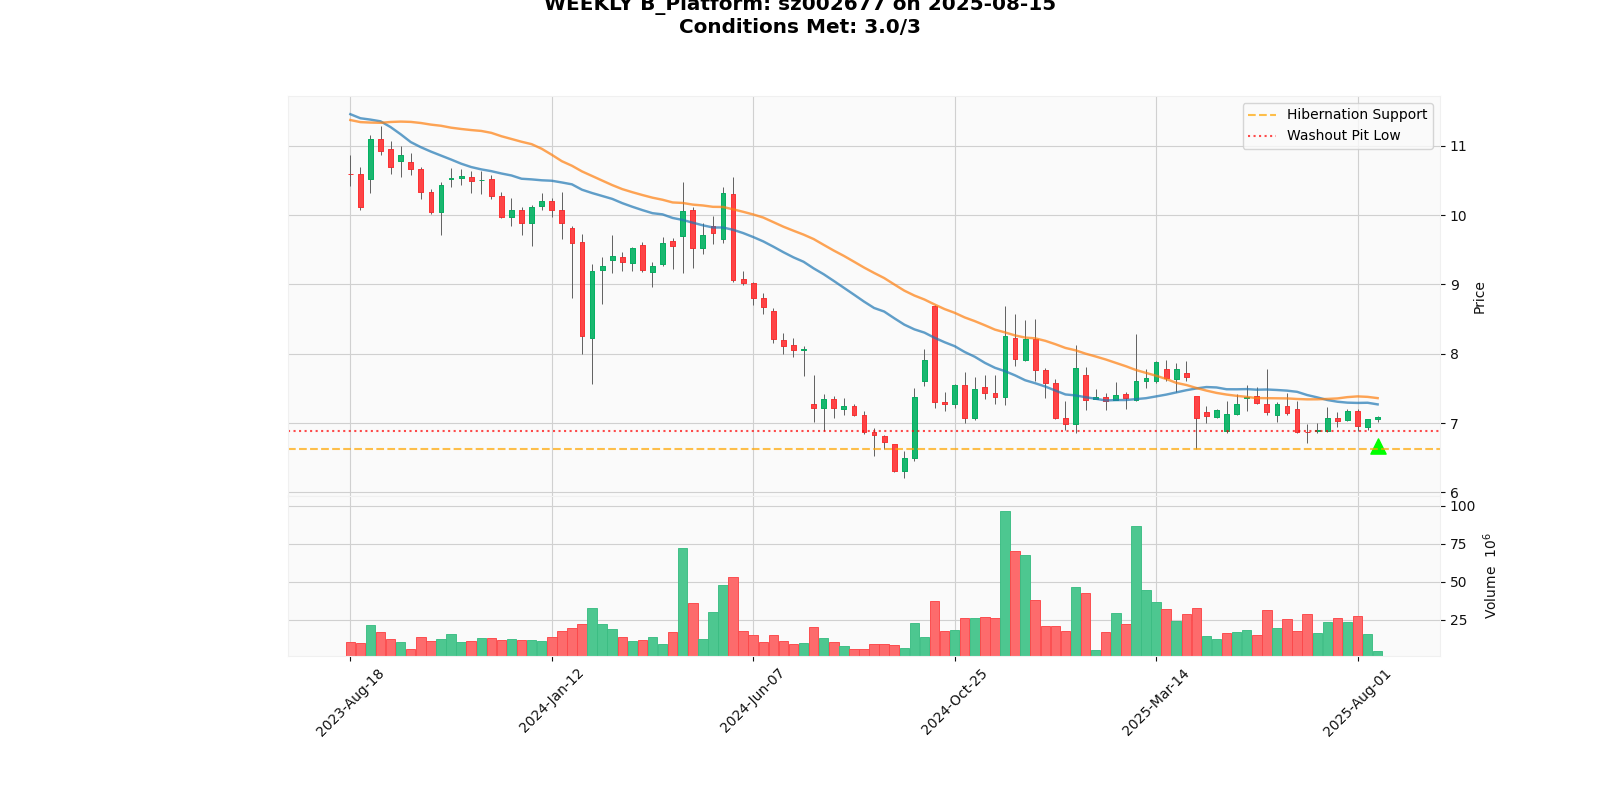 WEEKLY B_Platform: sz002677 on 2025-08-15
Conditions Met: 3.0/3
Hibernation Support
Washout Pit Low
11
10
9
8
7
6
Price
100
75
50
25
Volume 10⁶
2023-Aug-18
2024-Jan-12
2024-Jun-07
2024-Oct-25
2025-Mar-14
2025-Aug-01